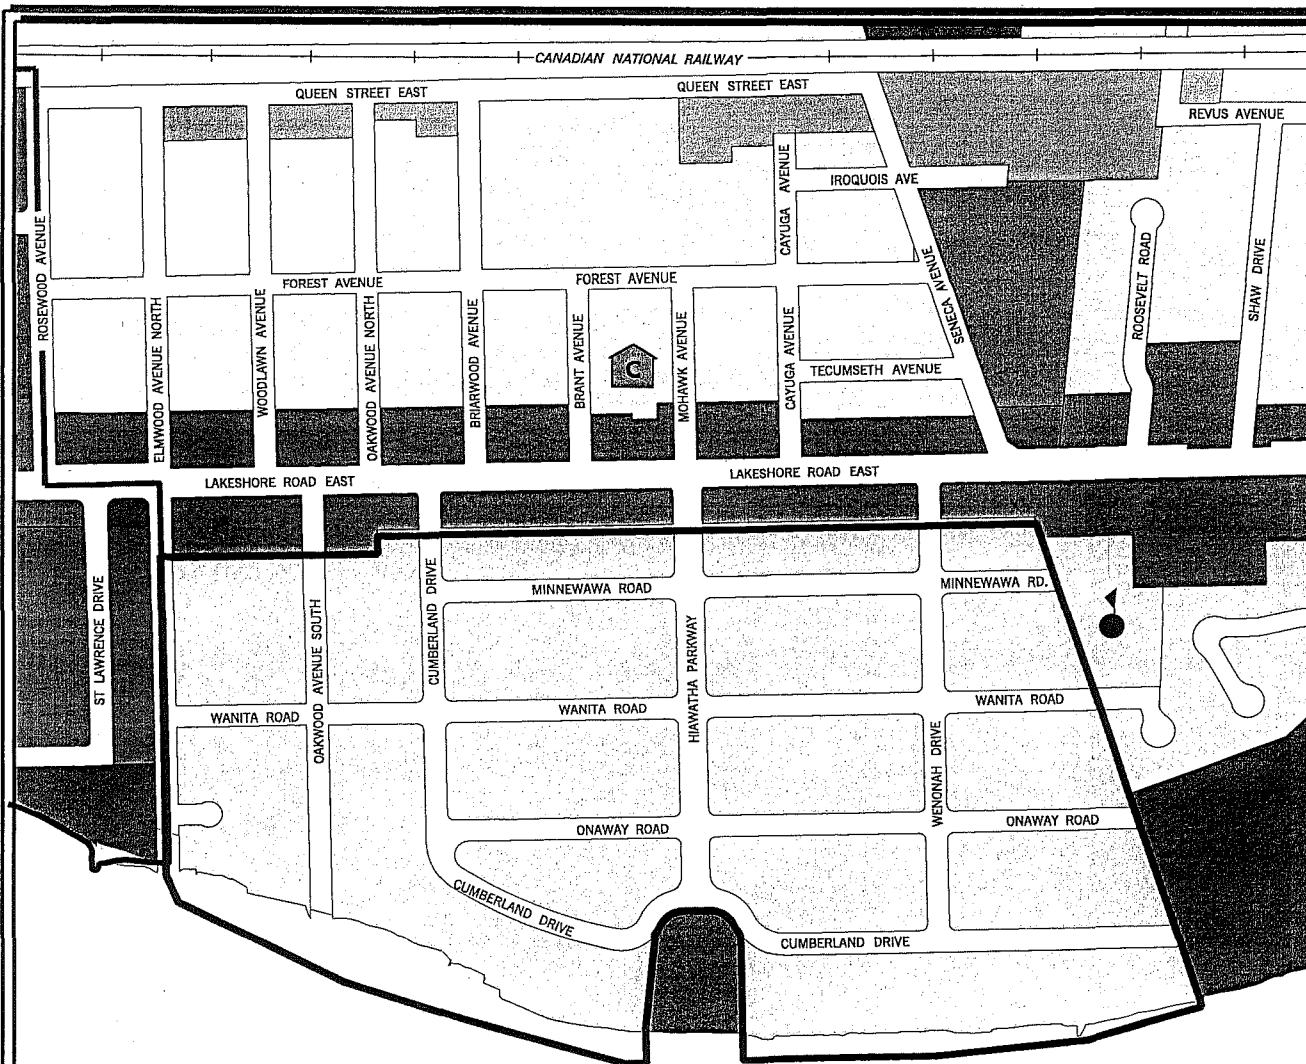 CANADIAN NATIONAL RAILWAY
QUEEN STREET EAST
QUEEN STREET EAST
REVUS AVENUE
CAYUGA AVENUE
IROQUOIS AVE
ROSEWOOD AVENUE
SENECA AVENUE
ROOSEVELT ROAD
SHAW DRIVE
FOREST AVENUE
FOREST AVENUE
ELMWOOD AVENUE NORTH
WOODLAWN AVENUE
OAKWOOD AVENUE NORTH
BRIARWOOD AVENUE
BRANT AVENUE
C
MOHAWK AVENUE
CAYUGA AVENUE
TECUMSETH AVENUE
LAKESHORE ROAD EAST
LAKESHORE ROAD EAST
ST LAWRENCE DRIVE
OAKWOOD AVENUE SOUTH
CUMBERLAND DRIVE
MINNEWAWA ROAD
MINNEWAWA RD.
HIAWATHA PARKWAY
WANITA ROAD
WANITA ROAD
WANITA ROAD
WENONAH DRIVE
ONAWAY ROAD
ONAWAY ROAD
CUMBERLAND DRIVE
CUMBERLAND DRIVE